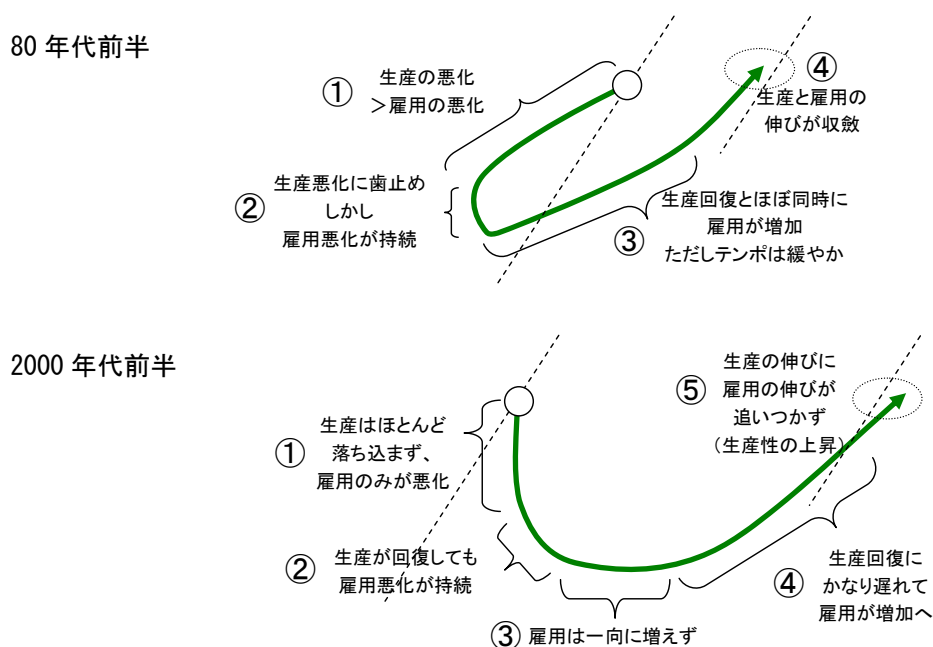 80 年代前半
①
生産の悪化
＞雇用の悪化
②
生産悪化に歯止め
しかし
雇用悪化が持続
③
生産回復とほぼ同時に
雇用が増加
ただしテンポは緩やか
④
生産と雇用の
伸びが収斂
2000 年代前半
①
生産はほとんど
落ち込まず、
雇用のみが悪化
②
生産が回復しても
雇用悪化が持続
③ 雇用は一向に増えず
④
生産回復に
かなり遅れて
雇用が増加へ
⑤
生産の伸びに
雇用の伸びが
追いつかず
（生産性の上昇）